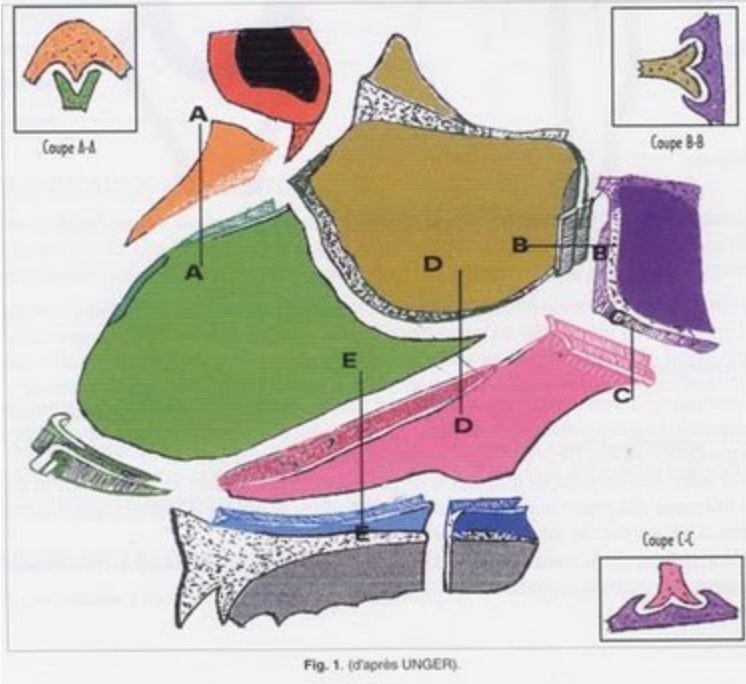 Coupe A-A
Coupe B-B
A
A
B
B
D
D
E
E
C
C
Coupe C-C
Fig. 1. (d'après UNGER).